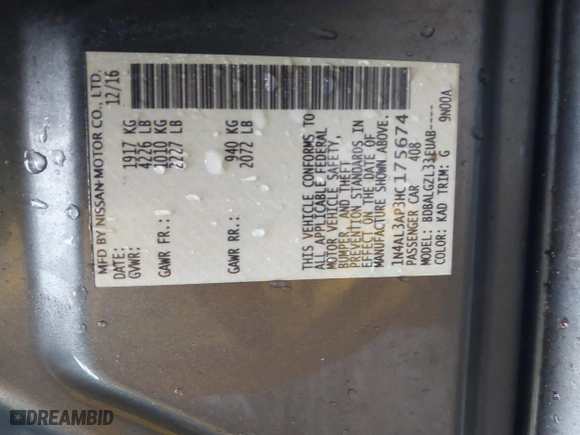 MFD BY NISSAN MOTOR CO., LTD.
DATE: 12/16
GVWR: 1917 KG
4226 LB
GAWR FR.: 1010 KG
2227 LB
GAWR RR.: 940 KG
2072 LB
THIS VEHICLE CONFORMS TO
ALL APPLICABLE FEDERAL
MOTOR VEHICLE SAFETY,
BUMPER, AND THEFT
PREVENTION STANDARDS IN
EFFECT ON THE DATE OF
MANUFACTURE SHOWN ABOVE.
1N4AL3AP3HC175674
PASSENGER CAR 408
MODEL: BDBALGZL33EUAB----
COLOR: KAD TRIM: G 9N00A
DREAMBID